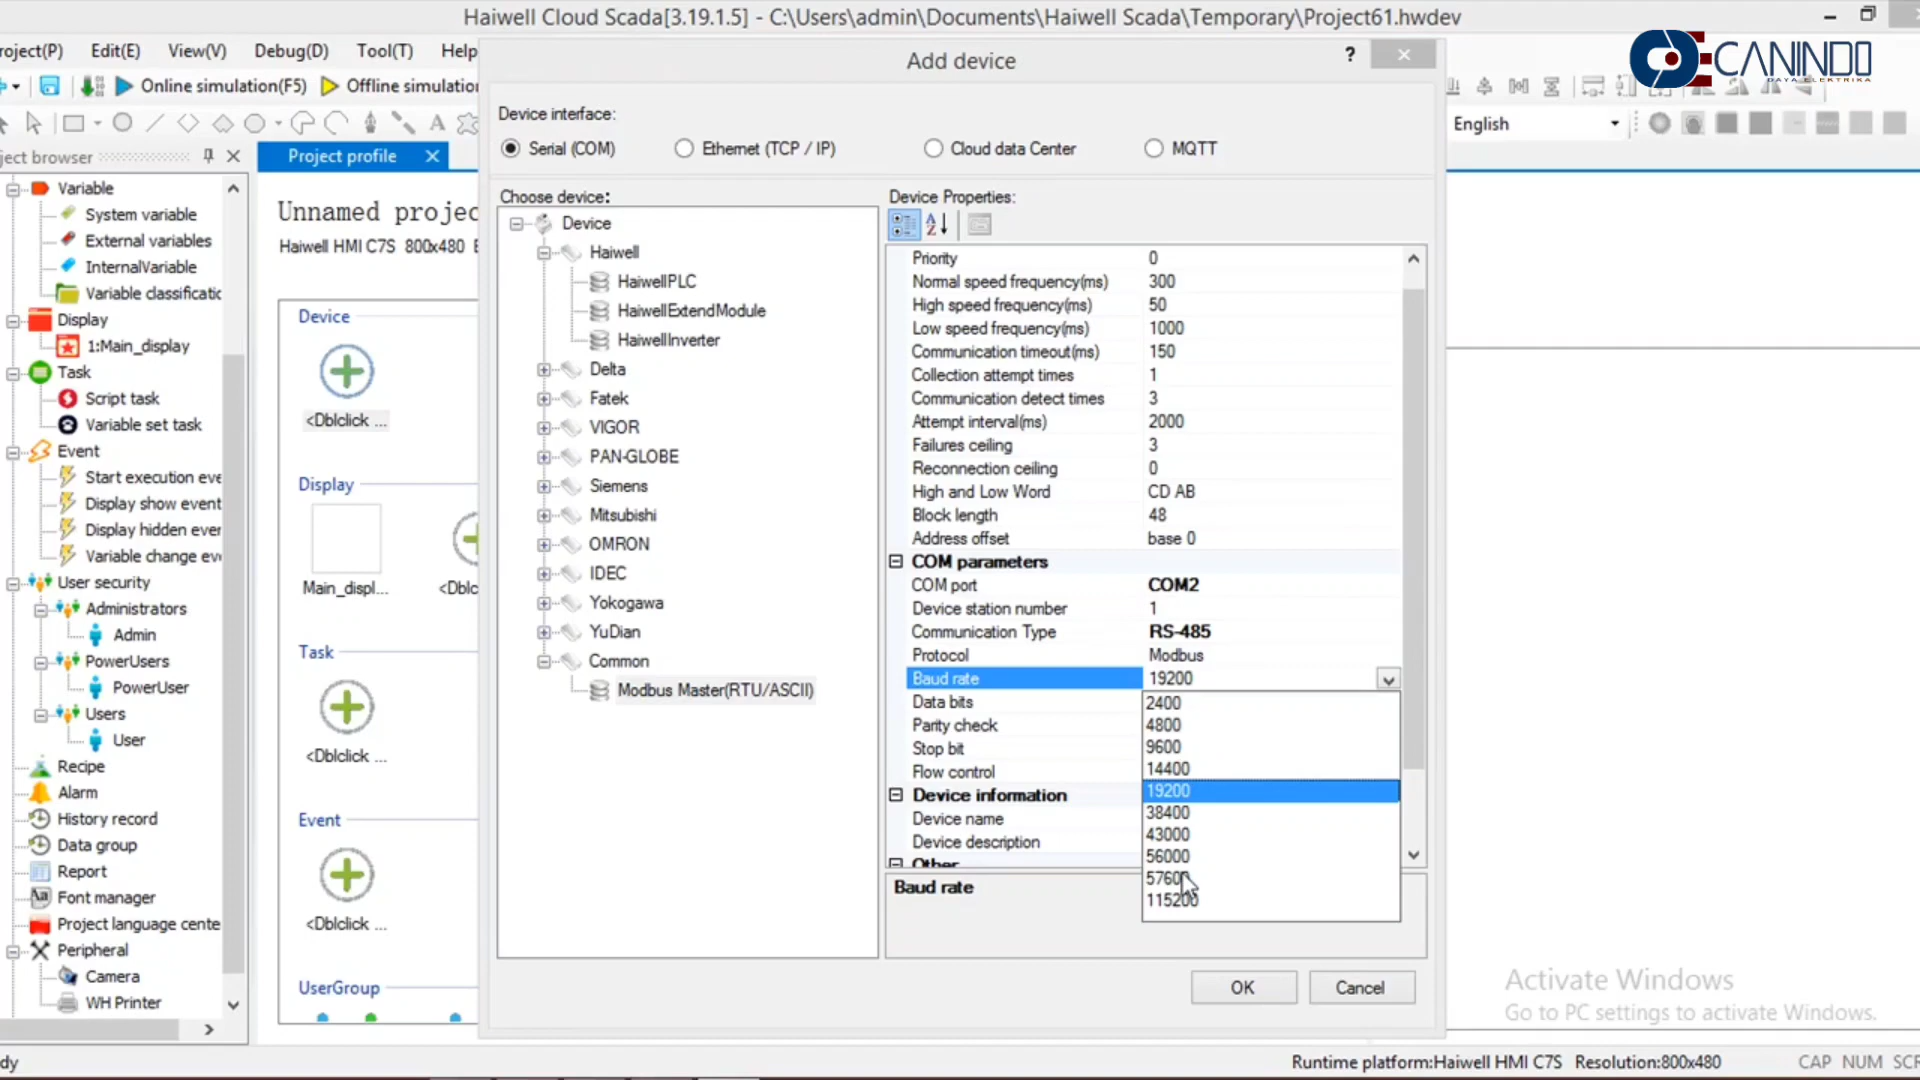 Haiwell Cloud Scada[3.19.1.5] - C:\Users\admin\Documents\Haiwell Scada\Temporary\Project61.hwdev
roject(P) Edit(E) View(V) Debug(D) Tool(T) Help
Online simulation(F5) Offline simulation
CANINDO
DAYA ELEKTRIKA
English
ject browser
Variable
System variable
External variables
InternalVariable
Variable classificatio
Display
1:Main_display
Task
Script task
Variable set task
Event
Start execution eve
Display show event
Display hidden ever
Variable change eve
User security
Administrators
Admin
PowerUsers
PowerUser
Users
User
Recipe
Alarm
History record
Data group
Report
Font manager
Project language cente
Peripheral
Camera
WH Printer
Project profile
Unnamed projec
Haiwell HMI C7S 800x480 E
Device
<Dblclick ...
Display
Main_displ...
<Dblc
Task
<Dblclick ...
Event
<Dblclick ...
UserGroup
Add device
?
Device interface:
Serial (COM) Ethernet (TCP / IP) Cloud data Center MQTT
Choose device:
Device
Haiwell
HaiwellPLC
HaiwellExtendModule
HaiwellInverter
Delta
Fatek
VIGOR
PAN-GLOBE
Siemens
Mitsubishi
OMRON
IDEC
Yokogawa
YuDian
Common
Modbus Master(RTU/ASCII)
Device Properties:
Priority 0
Normal speed frequency(ms) 300
High speed frequency(ms) 50
Low speed frequency(ms) 1000
Communication timeout(ms) 150
Collection attempt times 1
Communication detect times 3
Attempt interval(ms) 2000
Failures ceiling 3
Reconnection ceiling 0
High and Low Word CD AB
Block length 48
Address offset base 0
COM parameters
COM port COM2
Device station number 1
Communication Type RS-485
Protocol Modbus
Baud rate 19200
Data bits
Parity check
Stop bit
Flow control
Device information
Device name
Device description
Other
2400
4800
9600
14400
19200
38400
43000
56000
57600
115200
Baud rate
OK Cancel
Activate Windows
Go to PC settings to activate Windows.
dy
Runtime platform:Haiwell HMI C7S Resolution:800x480 CAP NUM SCR